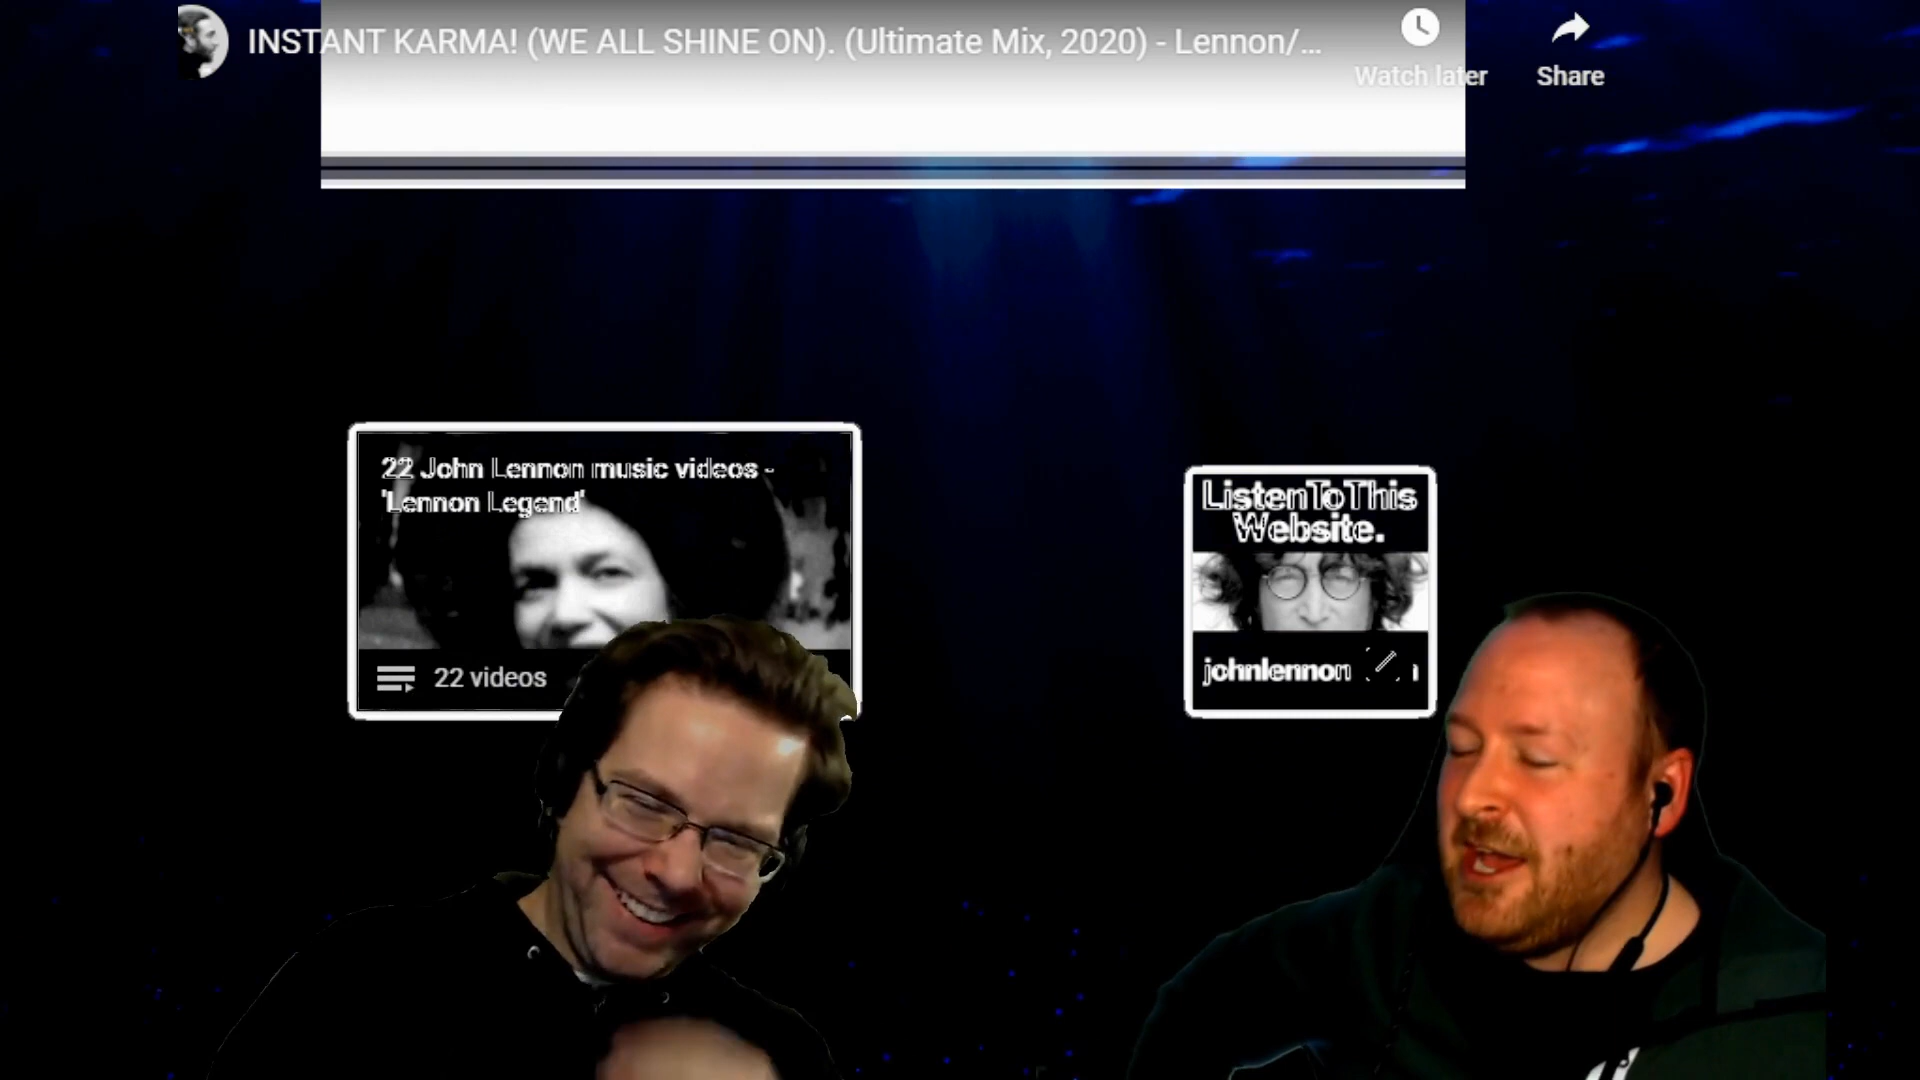 INSTANT KARMA! (WE ALL SHINE ON). (Ultimate Mix, 2020) - Lennon/...
Watch later
Share
22 John Lennon music videos -
'Lennon Legend'
22 videos
ListenToThis
Website.
johnlennon